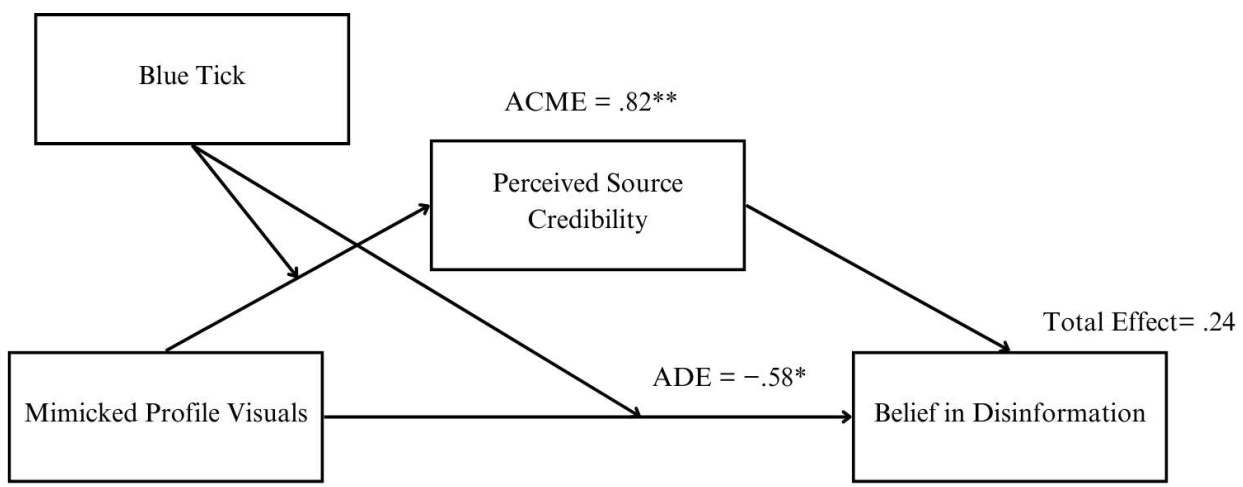 Blue Tick
ACME = .82**
Perceived Source
Credibility
Total Effect= .24
ADE = −.58*
Mimicked Profile Visuals
Belief in Disinformation